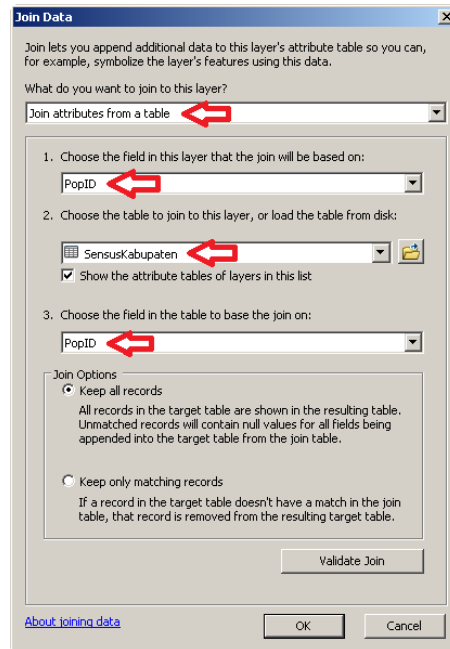 Join Data
Join lets you append additional data to this layer's attribute table so you can,
for example, symbolize the layer's features using this data.
What do you want to join to this layer?
Join attributes from a table
1. Choose the field in this layer that the join will be based on:
PopID
2. Choose the table to join to this layer, or load the table from disk:
SensusKabupaten
Show the attribute tables of layers in this list
3. Choose the field in the table to base the join on:
PopID
Join Options
Keep all records
All records in the target table are shown in the resulting table.
Unmatched records will contain null values for all fields being
appended into the target table from the join table.
Keep only matching records
If a record in the target table doesn't have a match in the join
table, that record is removed from the resulting target table.
Validate Join
About joining data
OK
Cancel